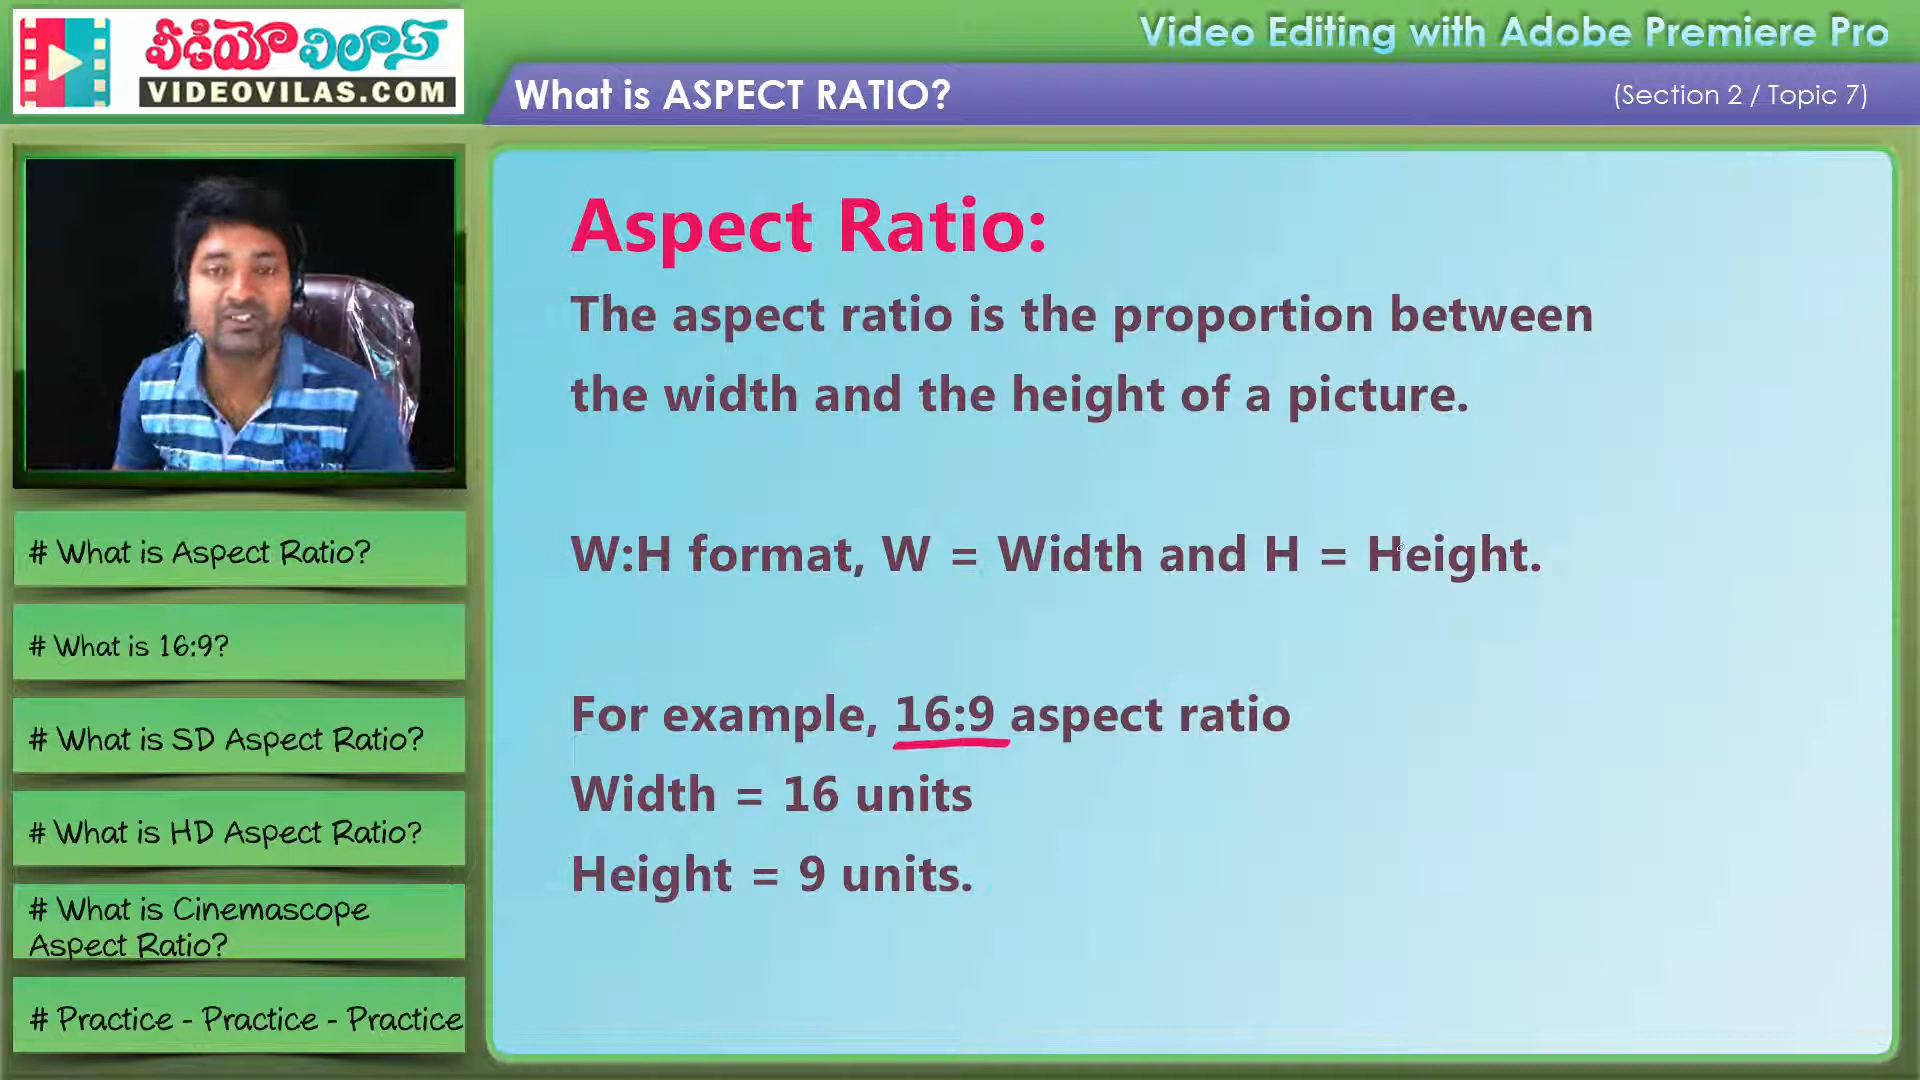 వీడియోవిలాస్
VIDEOVILAS.COM
Video Editing with Adobe Premiere Pro
What is ASPECT RATIO?
(Section 2 / Topic 7)
# What is Aspect Ratio?
# What is 16:9?
# What is SD Aspect Ratio?
# What is HD Aspect Ratio?
# What is Cinemascope
Aspect Ratio?
# Practice - Practice - Practice
Aspect Ratio:
The aspect ratio is the proportion between
the width and the height of a picture.
W:H format, W = Width and H = Height.
For example, 16:9 aspect ratio
Width = 16 units
Height = 9 units.